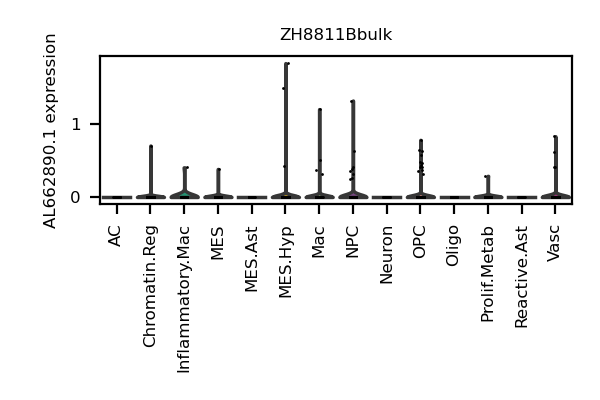 ZH8811Bbulk
AL662890.1 expression
1
0
AC
Chromatin.Reg
Inflammatory.Mac
MES
MES.Ast
MES.Hyp
Mac
NPC
Neuron
OPC
Oligo
Prolif.Metab
Reactive.Ast
Vasc